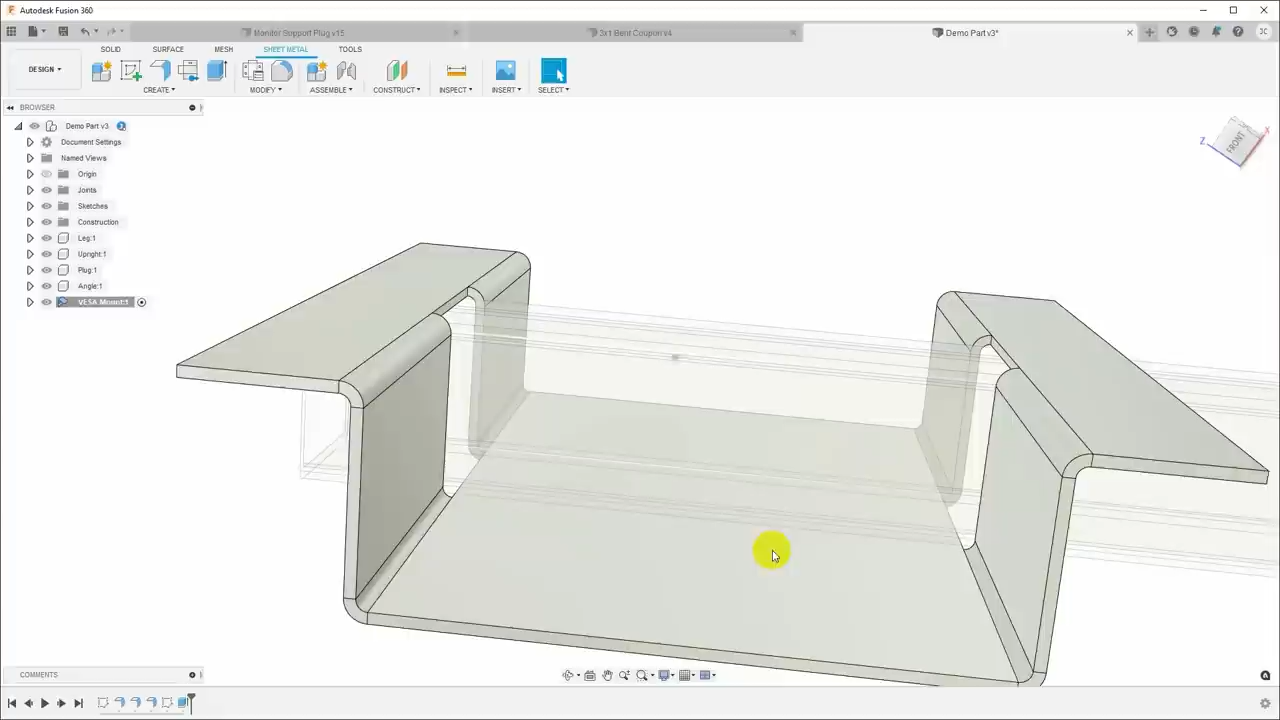 Autodesk Fusion 360
Monitor Support Plug v15
3x1 Bent Coupon v4
Demo Part v3*
SOLID
SURFACE
MESH
SHEET METAL
TOOLS
DESIGN
CREATE
MODIFY
ASSEMBLE
CONSTRUCT
INSPECT
INSERT
SELECT
BROWSER
Demo Part v3
Document Settings
Named Views
Origin
Joints
Sketches
Construction
Leg:1
Upright:1
Plug:1
Angle:1
VESA Mount:1
Z
FRONT
X
COMMENTS